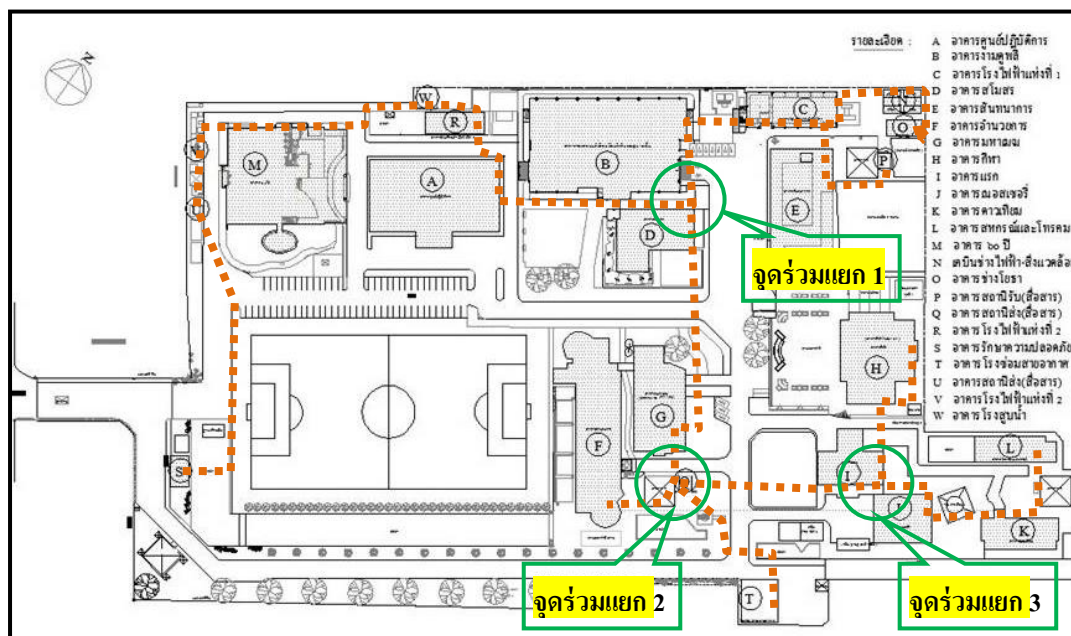 รายละเอียด :
A อาคารศูนย์ปฏิบัติการ
B อาคารงามดูพลี
C อาคารโรงไฟฟ้าแห่งที่ 1
D อาคารสโมสร
E อาคารสันทนาการ
F อาคารอำนวยการ
G อาคารมหาเมฆ
H อาคารกีฬา
I อาคารแรก
J อาคารณอสเซอรี่
K อาคารดาวเทียม
L อาคารสหกรณ์และโทรคม
M อาคาร ๖๐ ปี
N เคบินช่างไฟฟ้า-สิ่งแวดล้อ
O อาคารช่างโยธา
P อาคารสถานีรับ(สื่อสาร)
Q อาคารสถานีส่ง(สื่อสาร)
R อาคารโรงไฟฟ้าแห่งที่ 2
S อาคารรักษาความปลอดภัย
T อาคารโรงซ่อมสายอากาศ
U อาคารสถานีส่ง(สื่อสาร)
V อาคารโรงไฟฟ้าแห่งที่ 2
W อาคารโรงสูบน้ำ
N
W
R
C
N
O
P
V
M
A
B
E
U
D
จุดร่วมแยก 1
H
G
F
S
L
I
J
K
จุดร่วมแยก 2
T
จุดร่วมแยก 3